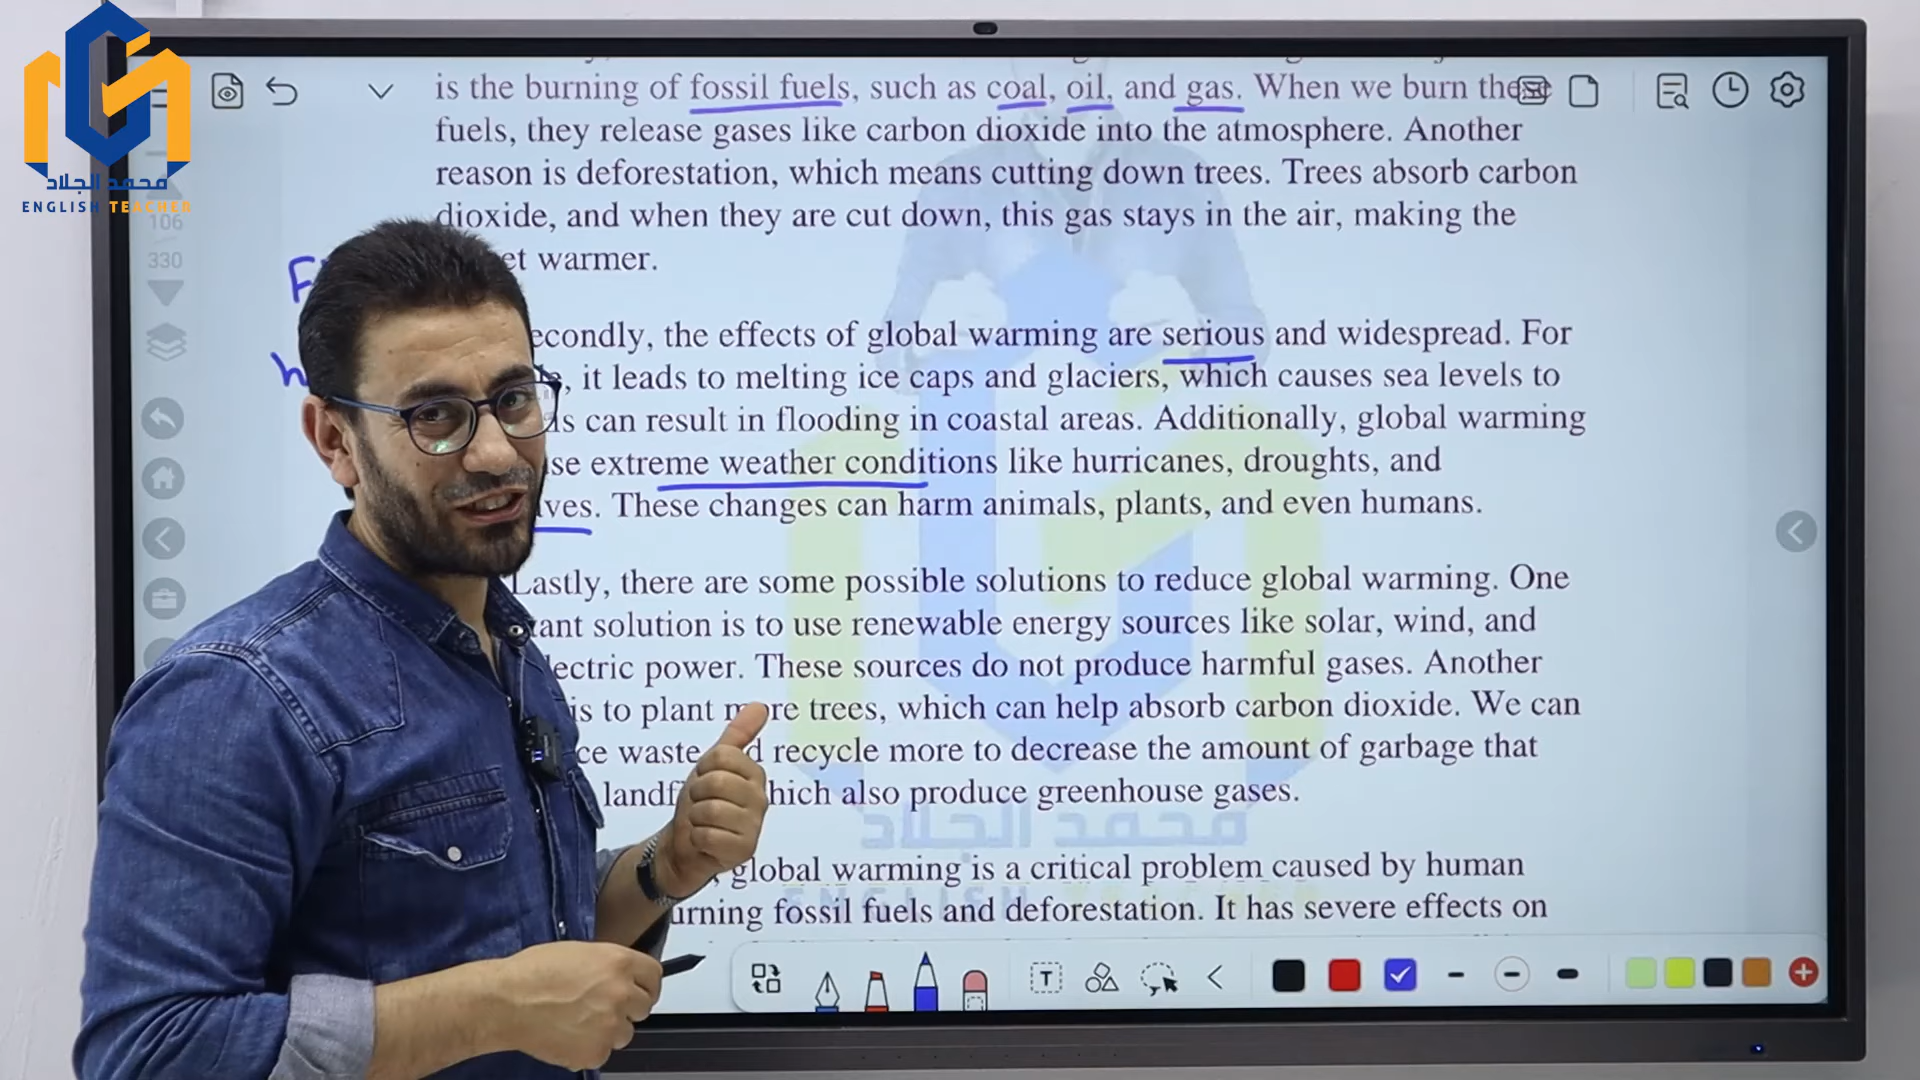 محمد الجلاد
ENGLISH TEACHER
106
330
is the burning of fossil fuels, such as coal, oil, and gas. When we burn these
fuels, they release gases like carbon dioxide into the atmosphere. Another
reason is deforestation, which means cutting down trees. Trees absorb carbon
dioxide, and when they are cut down, this gas stays in the air, making the
et warmer.
econdly, the effects of global warming are serious and widespread. For
, it leads to melting ice caps and glaciers, which causes sea levels to
is can result in flooding in coastal areas. Additionally, global warming
se extreme weather conditions like hurricanes, droughts, and
ves. These changes can harm animals, plants, and even humans.
Lastly, there are some possible solutions to reduce global warming. One
tant solution is to use renewable energy sources like solar, wind, and
lectric power. These sources do not produce harmful gases. Another
is to plant more trees, which can help absorb carbon dioxide. We can
ce waste and recycle more to decrease the amount of garbage that
landf hich also produce greenhouse gases.
, global warming is a critical problem caused by human
urning fossil fuels and deforestation. It has severe effects on
محمد الجلاد
T